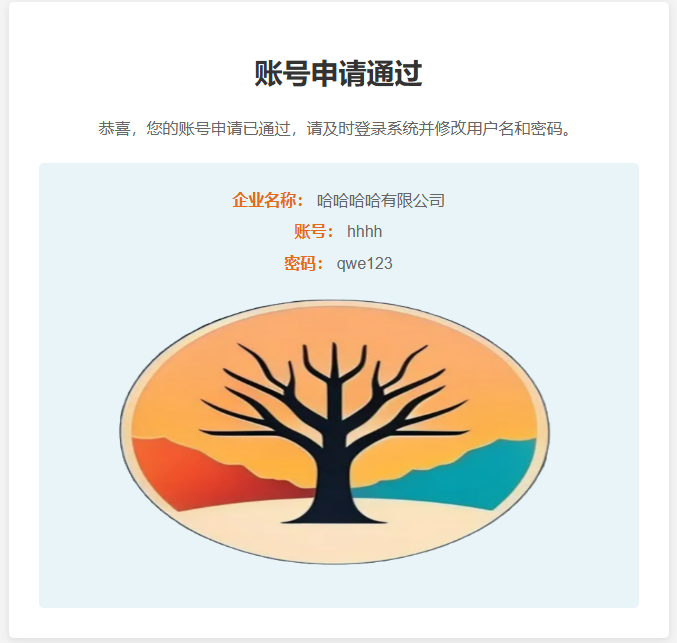 账号申请通过
恭喜，您的账号申请已通过，请及时登录系统并修改用户名和密码。
企业名称： 哈哈哈哈有限公司
账号： hhhh
密码： qwe123